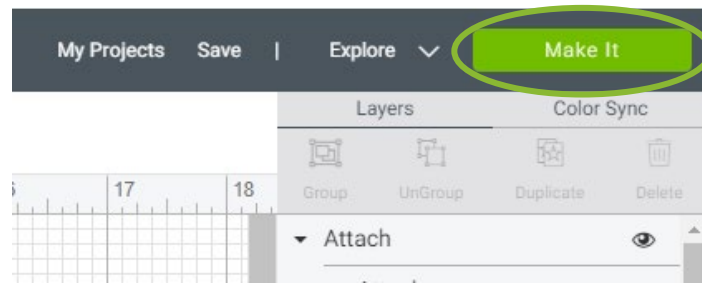 My Projects Save | Explore Make It
Layers Color Sync
Group UnGroup Duplicate Delete
17 18
Attach